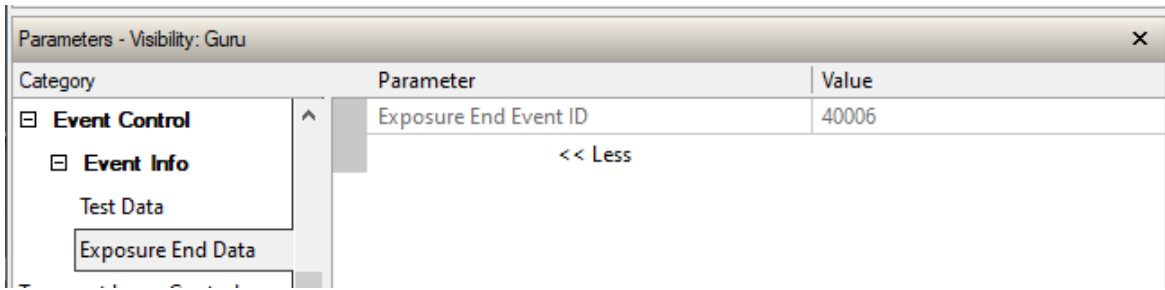 Parameters - Visibility: Guru
Category Parameter Value
Event Control Exposure End Event ID 40006
Event Info << Less
Test Data
Exposure End Data